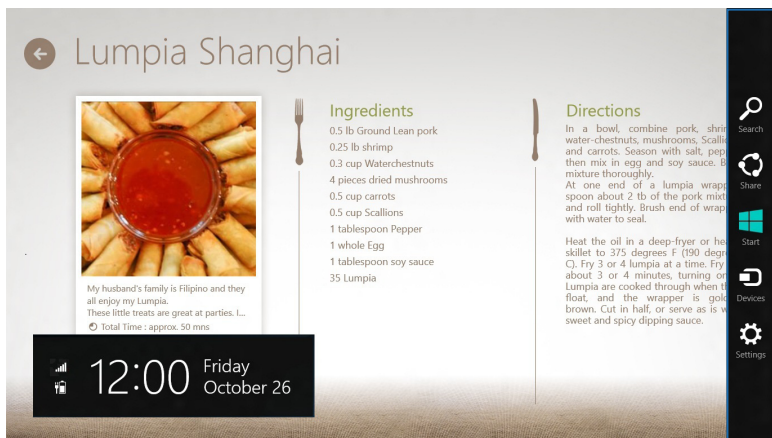 Lumpia Shanghai
My husband's family is Filipino and they
all enjoy my Lumpia.
These little treats are great at parties. I...
Total Time : approx. 50 mns
12:00
Friday
October 26
Ingredients
0.5 lb Ground Lean pork
0.25 lb shrimp
0.3 cup Waterchestnuts
4 pieces dried mushrooms
0.5 cup carrots
0.5 cup Scallions
1 tablespoon Pepper
1 whole Egg
1 tablespoon soy sauce
35 Lumpia
Directions
In a bowl, combine pork,
water-chestnuts, mushrooms,
and carrots. Season with salt,
then mix in egg and soy sauce.
mixture thoroughly.
At one end of a lumpia
spoon about 2 tb of the pork
and roll tightly. Brush end of
with water to seal.
Heat the oil in a deep-fryer or
skillet to 375 degrees F (190
C). Fry 3 or 4 lumpia at a time. Fry
about 3 or 4 minutes, turning
Lumpia are cooked through when
float, and the wrapper is
brown. Cut in half, or serve as is
sweet and spicy dipping sauce.
Search
Share
Start
Devices
Settings